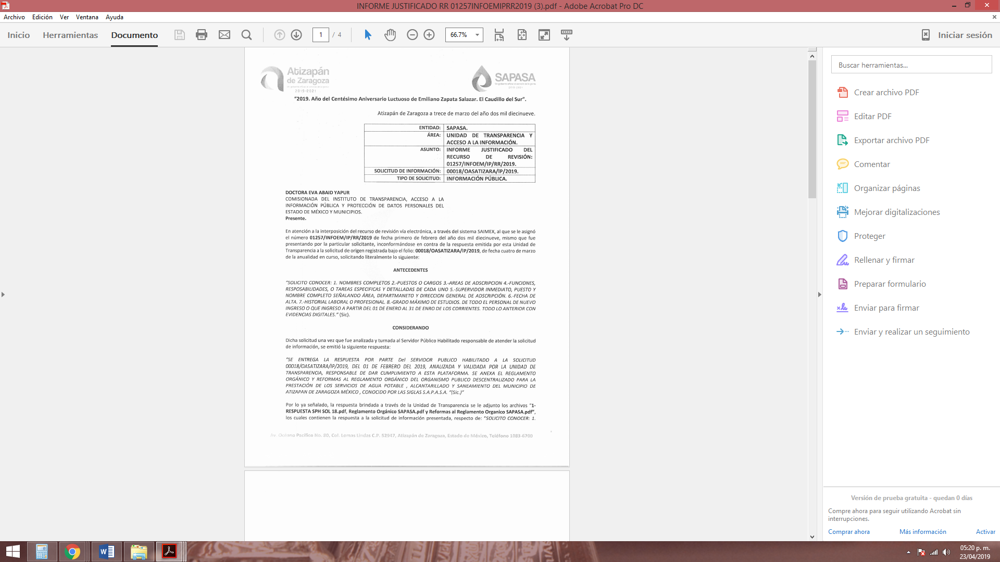 INFORME JUSTIFICADO RR 01257INFOEMIPRR2019 (3).pdf - Adobe Acrobat Pro DC
Archivo Edición Ver Ventana Ayuda
Inicio Herramientas Documento 1 / 4 66.7% Iniciar sesión
Atizapán
de Zaragoza
2019-2021
SAPASA
2019-2021
“2019. Año del Centésimo Aniversario Luctuoso de Emiliano Zapata Salazar. El Caudillo del Sur”.
Atizapán de Zaragoza a trece de marzo del año dos mil diecinueve.
ENTIDAD: SAPASA.
ÁREA: UNIDAD DE TRANSPARENCIA Y
ACCESO A LA INFORMACIÓN.
ASUNTO: INFORME JUSTIFICADO DEL
RECURSO DE REVISIÓN:
01257/INFOEM/IP/RR/2019.
SOLICITUD DE INFORMACIÓN: 00018/OASATIZARA/IP/2019.
TIPO DE SOLICITUD: INFORMACIÓN PÚBLICA.
DOCTORA EVA ABAID YAPUR
COMISIONADA DEL INSTITUTO DE TRANSPARENCIA, ACCESO A LA
INFORMACIÓN PÚBLICA Y PROTECCIÓN DE DATOS PERSONALES DEL
ESTADO DE MÉXICO Y MUNICIPIOS.
Presente.
En atención a la interposición del recurso de revisión vía electrónica, a través del sistema SAIMEX, al que se le asignó
el número 01257/INFOEM/IP/RR/2019 de fecha primero de febrero del año dos mil diecinueve, mismo que fue
presentando por la particular solicitante, inconformándose en contra de la respuesta emitida por esta Unidad de
Transparencia a la solicitud de origen registrada bajo el folio: 00018/OASATIZARA/IP/2019, de fecha cuatro de marzo
de la anualidad en curso, solicitando literalmente lo siguiente:
ANTECEDENTES
“SOLICITO CONOCER: 1. NOMBRES COMPLETOS 2.-PUESTOS O CARGOS 3.-AREAS DE ADSCRIPCION 4.-FUNCIONES,
RESPOSABILIDADES, O TAREAS ESPECIFICAS Y DETALLADAS DE CADA UNO 5.-SUPERVISOR INMEDIATO, PUESTO Y
NOMBRE COMPLETO SEÑALANDO ÁREA, DEPARTMANETO Y DIRECCION GENERAL DE ADSCRIPCIÓN. 6.-FECHA DE
ALTA. 7.-HISTORIAL LABORAL O PROFESIONAL. 8.-GRADO MÁXIMO DE ESTUDIOS. DE TODO EL PERSONAL DE NUEVO
INGRESO O QUE INGRESO A PARTIR DEL 01 DE ENERO AL 31 DE ENRO DE LOS CORRIENTES. TODO LO ANTERIOR CON
EVIDENCIAS DIGITALES.” (Sic).
CONSIDERANDO
Dicha solicitud una vez que fue analizada y turnada al Servidor Público Habilitado responsable de atender la solicitud
de información, se emitió la siguiente respuesta:
“SE ENTREGA LA RESPUESTA POR PARTE Del SERVIDOR PUBLICO HABILITADO A LA SOLICITUD
00018/OASATIZARA/IP/2019, DEL 01 DE FEBRERO DEL 2019, ANALIZADA Y VALIDADA POR LA UNIDAD DE
TRANSPARENCIA, RESPONSABLE DE DAR CUMPLIMIENTO A ESTA PLATAFORMA. SE ANEXA EL REGLAMENTO
ORGÁNICO Y REFORMAS AL REGLAMENTO ORGÁNICO DEL ORGANISMO PUBLICO DESCENTRALIZADO PARA LA
PRESTACIÓN DE LOS SERVICIOS DE AGUA POTABLE , ALCANTARILLADO Y SANEAMIENTO DEL MUNICIPIO DE
ATIZAPAN DE ZARAGOZA MÉXICO , CONOCIDO POR LAS SIGLAS S.A.P.A.S.A. “(Sic.)”
Por lo ya señalado, la respuesta brindada a través de la Unidad de Transparencia se le adjunto los archivos “1-
RESPUESTA SPH SOL 18.pdf, Reglamento Orgánico SAPASA.pdf y Reformas al Reglamento Organico SAPASA.pdf”,
los cuales contienen la respuesta a la solicitud de información presentada, respecto de: “SOLICITO CONOCER: 1.
Av. Océano Pacífico No. 80, Col. Lomas Lindas C.P. 52947, Atizapán de Zaragoza, Estado de México, Teléfono 1083-6700
Buscar herramientas...
Crear archivo PDF
Editar PDF
Exportar archivo PDF
Comentar
Organizar páginas
Mejorar digitalizaciones
Proteger
Rellenar y firmar
Preparar formulario
Enviar para firmar
Enviar y realizar un seguimiento
Versión de prueba gratuita - quedan 0 días
Compre ahora para seguir utilizando Acrobat sin
interrupciones.
Comprar ahora Más información Activar
05:20 p. m.
23/04/2019